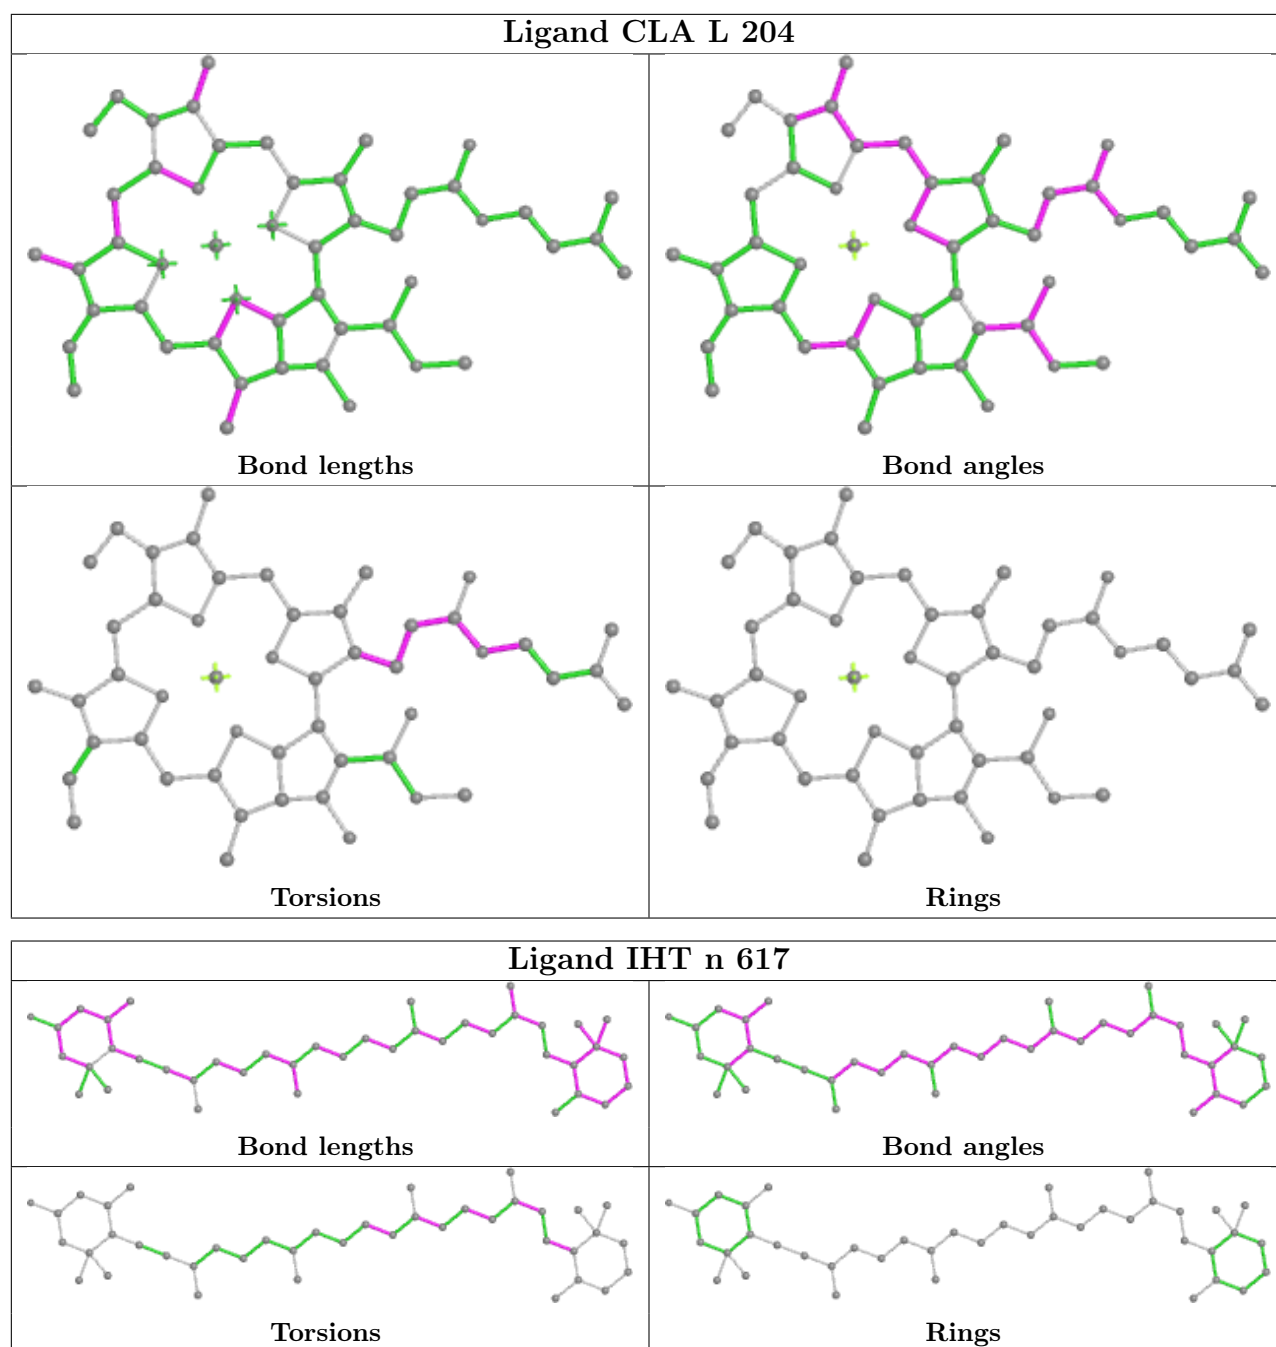 Ligand CLA L 204
Bond lengths
Bond angles
Torsions
Rings
Ligand IHT n 617
Bond lengths
Bond angles
Torsions
Rings